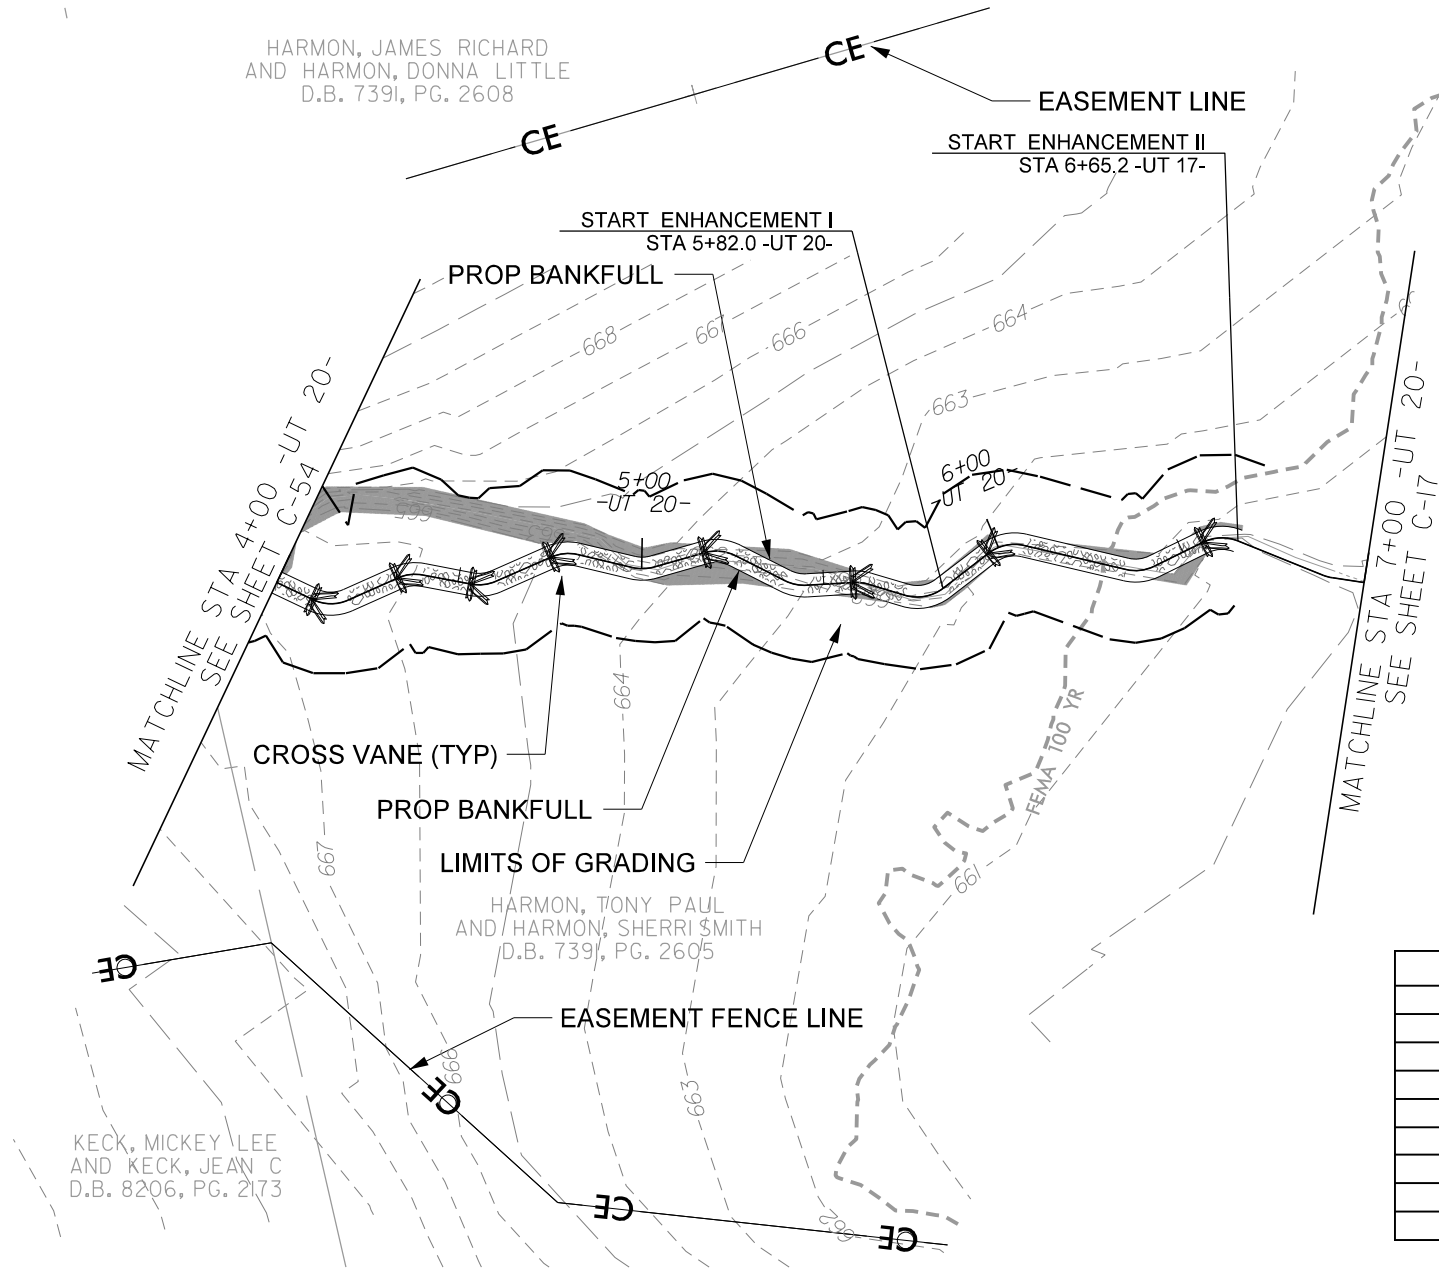 HARMON, JAMES RICHARD
AND HARMON, DONNA LITTLE
D.B. 7391, PG. 2608
CE
CE
EASEMENT LINE
START ENHANCEMENT II
STA 6+65.2 -UT 17-
START ENHANCEMENT I
STA 5+82.0 -UT 20-
PROP BANKFULL
668
667
666
664
663
MATCHLINE STA 4+00 -UT 20-
SEE SHEET C-54
5+00
-UT 20-
6+00
-UT 20-
665
MATCHLINE STA 7+00 -UT 20-
SEE SHEET C-17
664
CROSS VANE (TYP)
PROP BANKFULL
LIMITS OF GRADING
FEMA 100 YR
667
661
HARMON, TONY PAUL
AND HARMON, SHERRI SMITH
D.B. 7391, PG. 2605
CE
EASEMENT FENCE LINE
666
663
CE
KECK, MICKEY LEE
AND KECK, JEAN C
D.B. 8206, PG. 2173
CE
CE
662